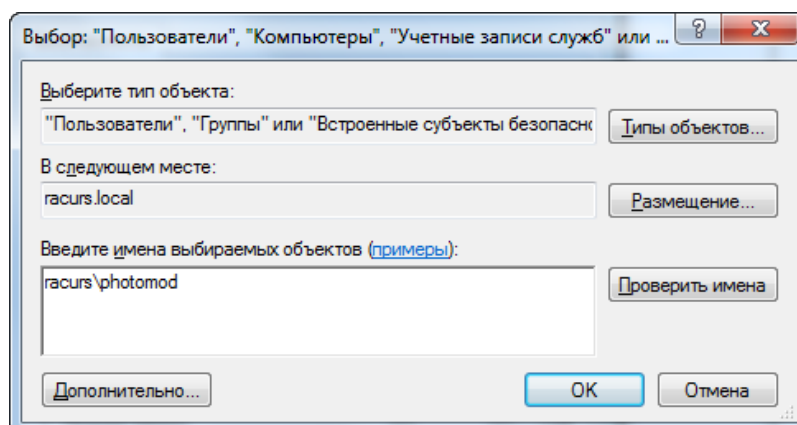 Выбор: "Пользователи", "Компьютеры", "Учетные записи служб" или ...
Выберите тип объекта:
"Пользователи", "Группы" или "Встроенные субъекты безопасно
Типы объектов...
В следующем месте:
racurs.local
Размещение...
Введите имена выбираемых объектов (примеры):
racurs\photomod
Проверить имена
Дополнительно...
OK
Отмена